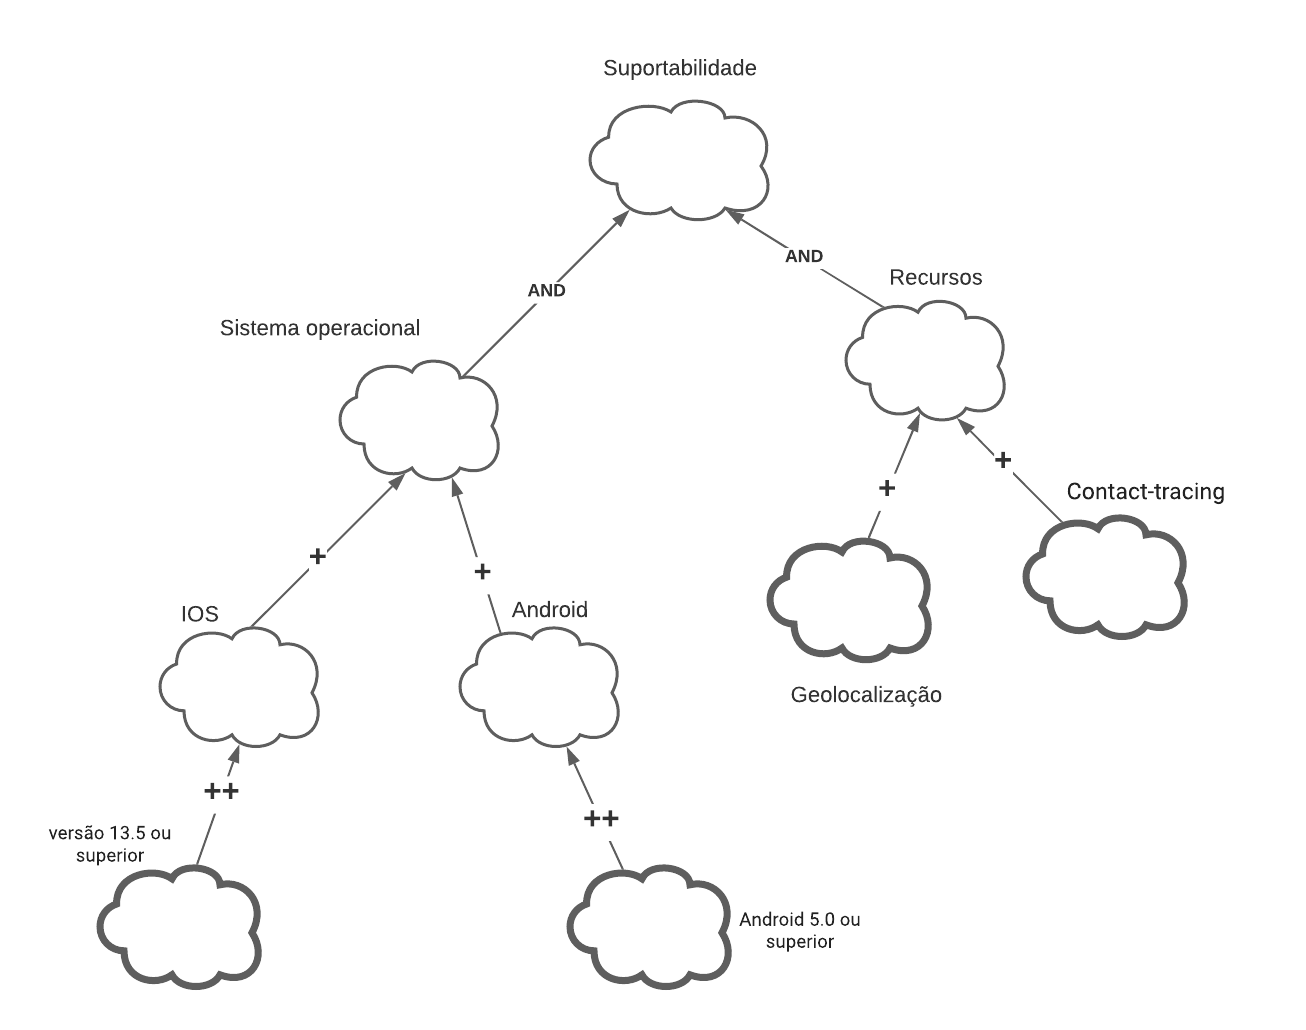 Suportabilidade
AND
AND
Recursos
Sistema operacional
+
+
Contact-tracing
+
+
IOS
Android
Geolocalização
++
++
versão 13.5 ou
superior
Android 5.0 ou
superior